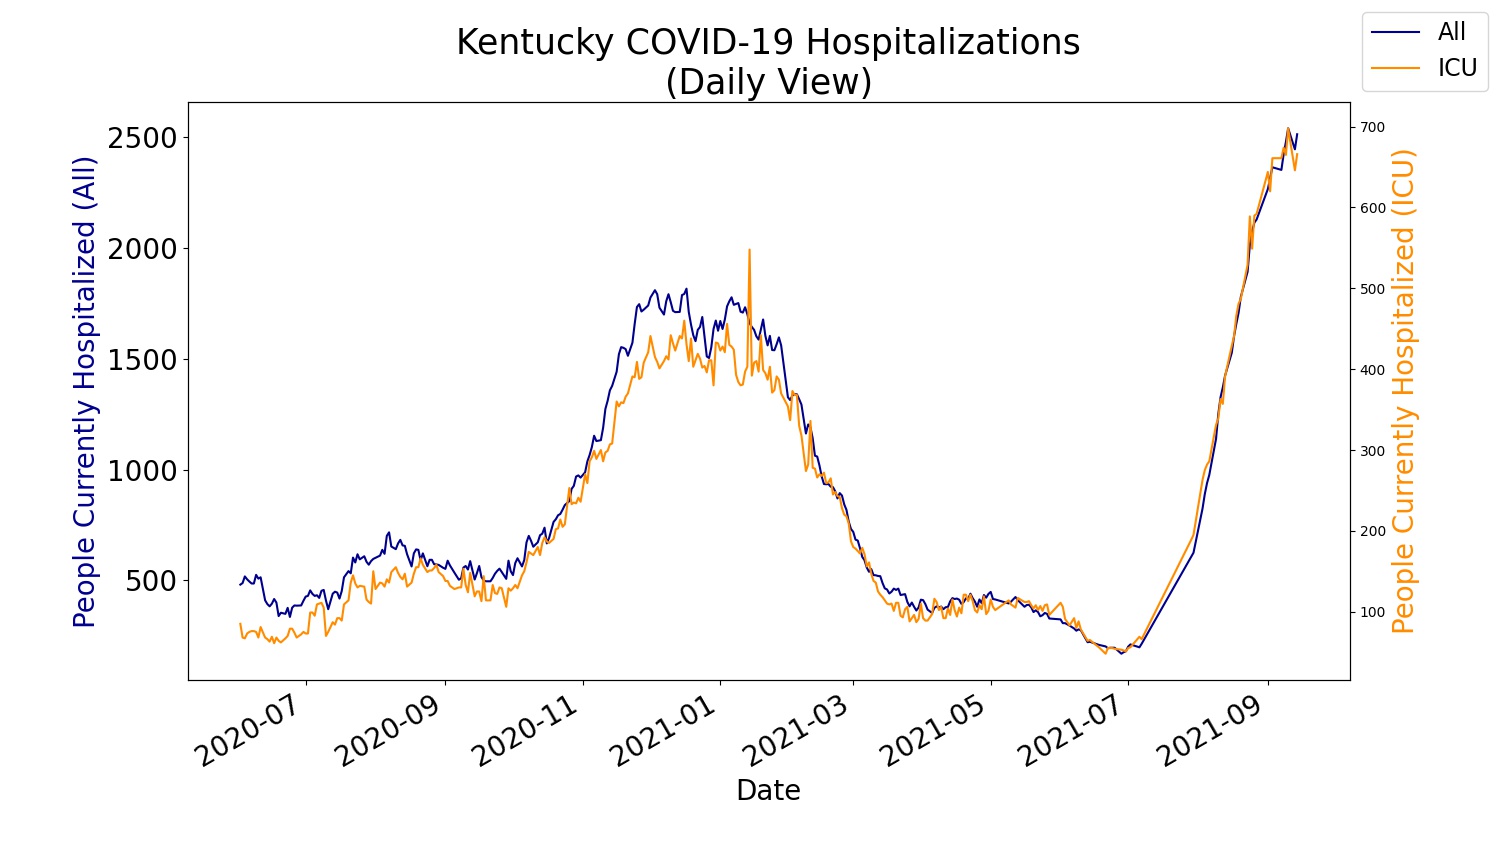 Kentucky COVID-19 Hospitalizations
(Daily View)
All
ICU
People Currently Hospitalized (All)
2500
2000
1500
1000
500
700
600
500
400
300
200
100
People Currently Hospitalized (ICU)
2020-07
2020-09
2020-11
2021-01
2021-03
2021-05
2021-07
2021-09
Date